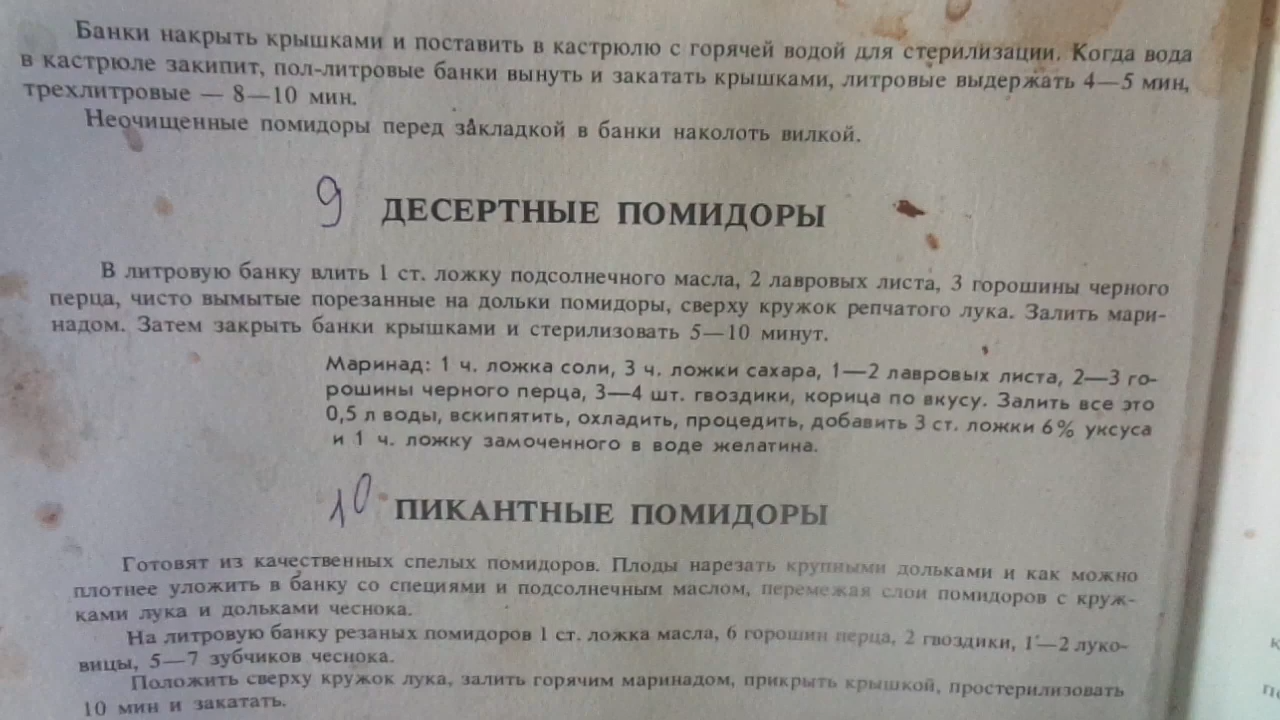 Банки накрыть крышками и поставить в кастрюлю с горячей водой для стерилизации. Когда вода
в кастрюле закипит, пол-литровые банки вынуть и закатать крышками, литровые выдержать 4—5 мин,
трехлитровые — 8—10 мин.
Неочищенные помидоры перед закладкой в банки наколоть вилкой.
9 ДЕСЕРТНЫЕ ПОМИДОРЫ
В литровую банку влить 1 ст. ложку подсолнечного масла, 2 лавровых листа, 3 горошины черного
перца, чисто вымытые порезанные на дольки помидоры, сверху кружок репчатого лука. Залить мари-
надом. Затем закрыть банки крышками и стерилизовать 5—10 минут.
Маринад: 1 ч. ложка соли, 3 ч. ложки сахара, 1—2 лавровых листа, 2—3 го-
рошины черного перца, 3—4 шт. гвоздики, корица по вкусу. Залить все это
0,5 л воды, вскипятить, охладить, процедить, добавить 3 ст. ложки 6% уксуса
и 1 ч. ложку замоченного в воде желатина.
10 ПИКАНТНЫЕ ПОМИДОРЫ
Готовят из качественных спелых помидоров. Плоды нарезать крупными дольками и как можно
плотнее уложить в банку со специями и подсолнечным маслом, перемежая слои помидоров с круж-
ками лука и дольками чеснока.
На литровую банку резаных помидоров 1 ст. ложка масла, 6 горошин перца, 2 гвоздики, 1—2 луко-
вицы, 5—7 зубчиков чеснока.
Положить сверху кружок лука, залить горячим маринадом, прикрыть крышкой, простерилизовать
10 мин и закатать.